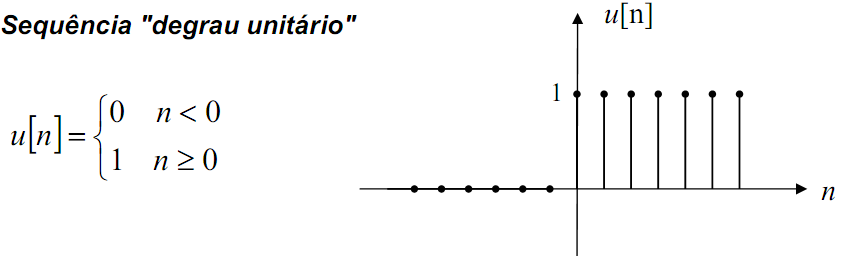 Sequência "degrau unitário"
u[n]
1
u[n] = {0 n < 0
1 n ≥ 0
n